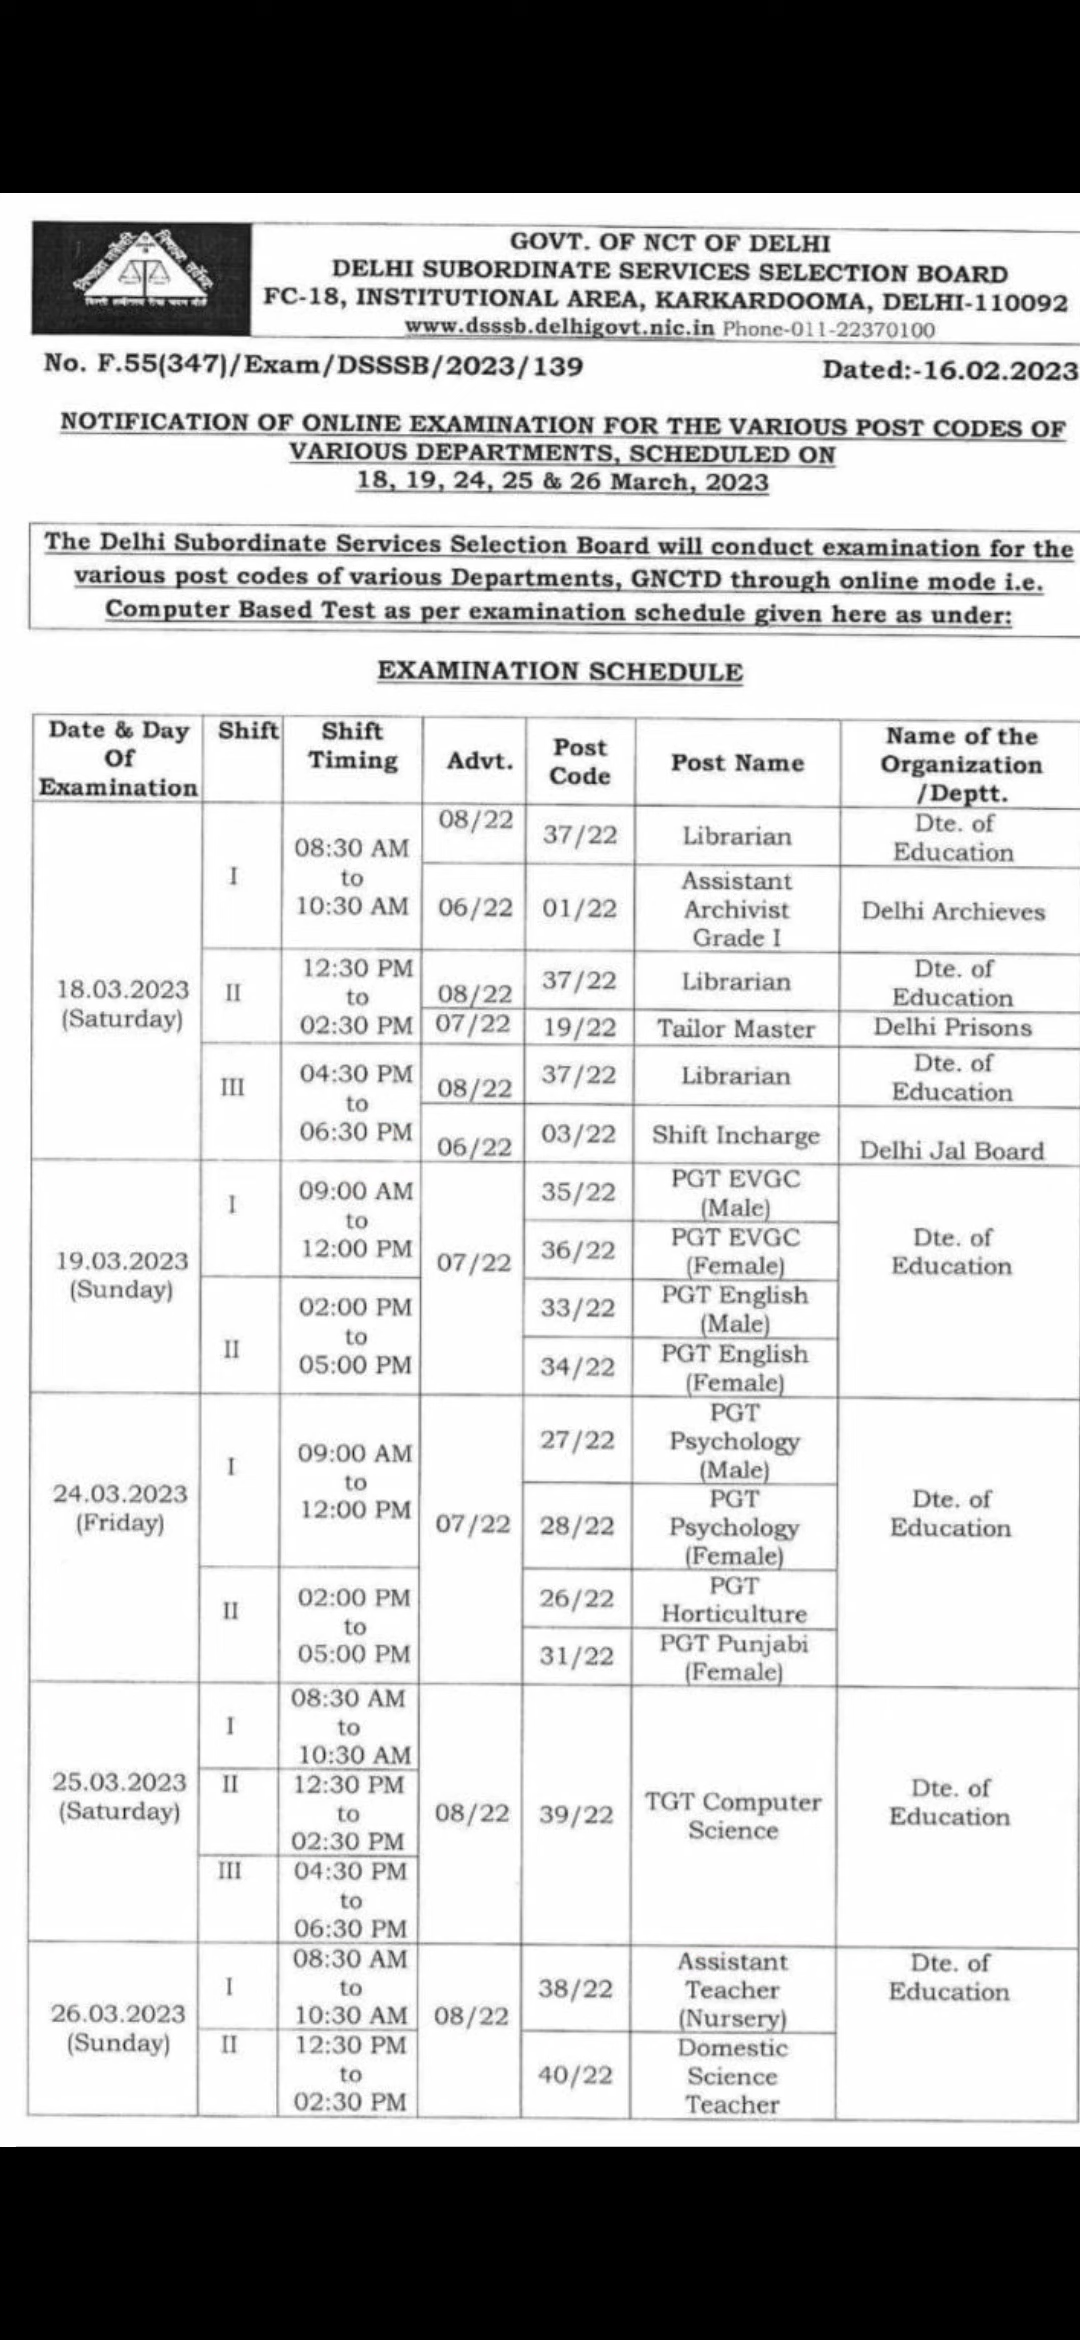 GOVT. OF NCT OF DELHI
DELHI SUBORDINATE SERVICES SELECTION BOARD
FC-18, INSTITUTIONAL AREA, KARKARDOOMA, DELHI-110092
www.dsssb.delhigovt.nic.in Phone-011-22370100
No. F.55(347)/Exam/DSSSB/2023/139 Dated:-16.02.2023
NOTIFICATION OF ONLINE EXAMINATION FOR THE VARIOUS POST CODES OF
VARIOUS DEPARTMENTS, SCHEDULED ON
18, 19, 24, 25 & 26 March, 2023
The Delhi Subordinate Services Selection Board will conduct examination for the
various post codes of various Departments, GNCTD through online mode i.e.
Computer Based Test as per examination schedule given here as under:
EXAMINATION SCHEDULE
Date & Day
Of
Examination
Shift
Shift
Timing
Advt.
Post
Code
Post Name
Name of the
Organization
/Deptt.
18.03.2023
(Saturday)
I
08:30 AM
to
10:30 AM
08/22
37/22
Librarian
Dte. of
Education
06/22
01/22
Assistant
Archivist
Grade I
Delhi Archieves
II
12:30 PM
to
02:30 PM
08/22
37/22
Librarian
Dte. of
Education
07/22
19/22
Tailor Master
Delhi Prisons
III
04:30 PM
to
06:30 PM
08/22
37/22
Librarian
Dte. of
Education
06/22
03/22
Shift Incharge
Delhi Jal Board
19.03.2023
(Sunday)
I
09:00 AM
to
12:00 PM
07/22
35/22
PGT EVGC
(Male)
Dte. of
Education
36/22
PGT EVGC
(Female)
II
02:00 PM
to
05:00 PM
33/22
PGT English
(Male)
34/22
PGT English
(Female)
24.03.2023
(Friday)
I
09:00 AM
to
12:00 PM
07/22
27/22
PGT
Psychology
(Male)
Dte. of
Education
28/22
PGT
Psychology
(Female)
II
02:00 PM
to
05:00 PM
26/22
PGT
Horticulture
31/22
PGT Punjabi
(Female)
25.03.2023
(Saturday)
I
08:30 AM
to
10:30 AM
II
12:30 PM
to
02:30 PM
III
04:30 PM
to
06:30 PM
08/22
39/22
TGT Computer
Science
Dte. of
Education
26.03.2023
(Sunday)
I
08:30 AM
to
10:30 AM
08/22
38/22
Assistant
Teacher
(Nursery)
Dte. of
Education
II
12:30 PM
to
02:30 PM
40/22
Domestic
Science
Teacher